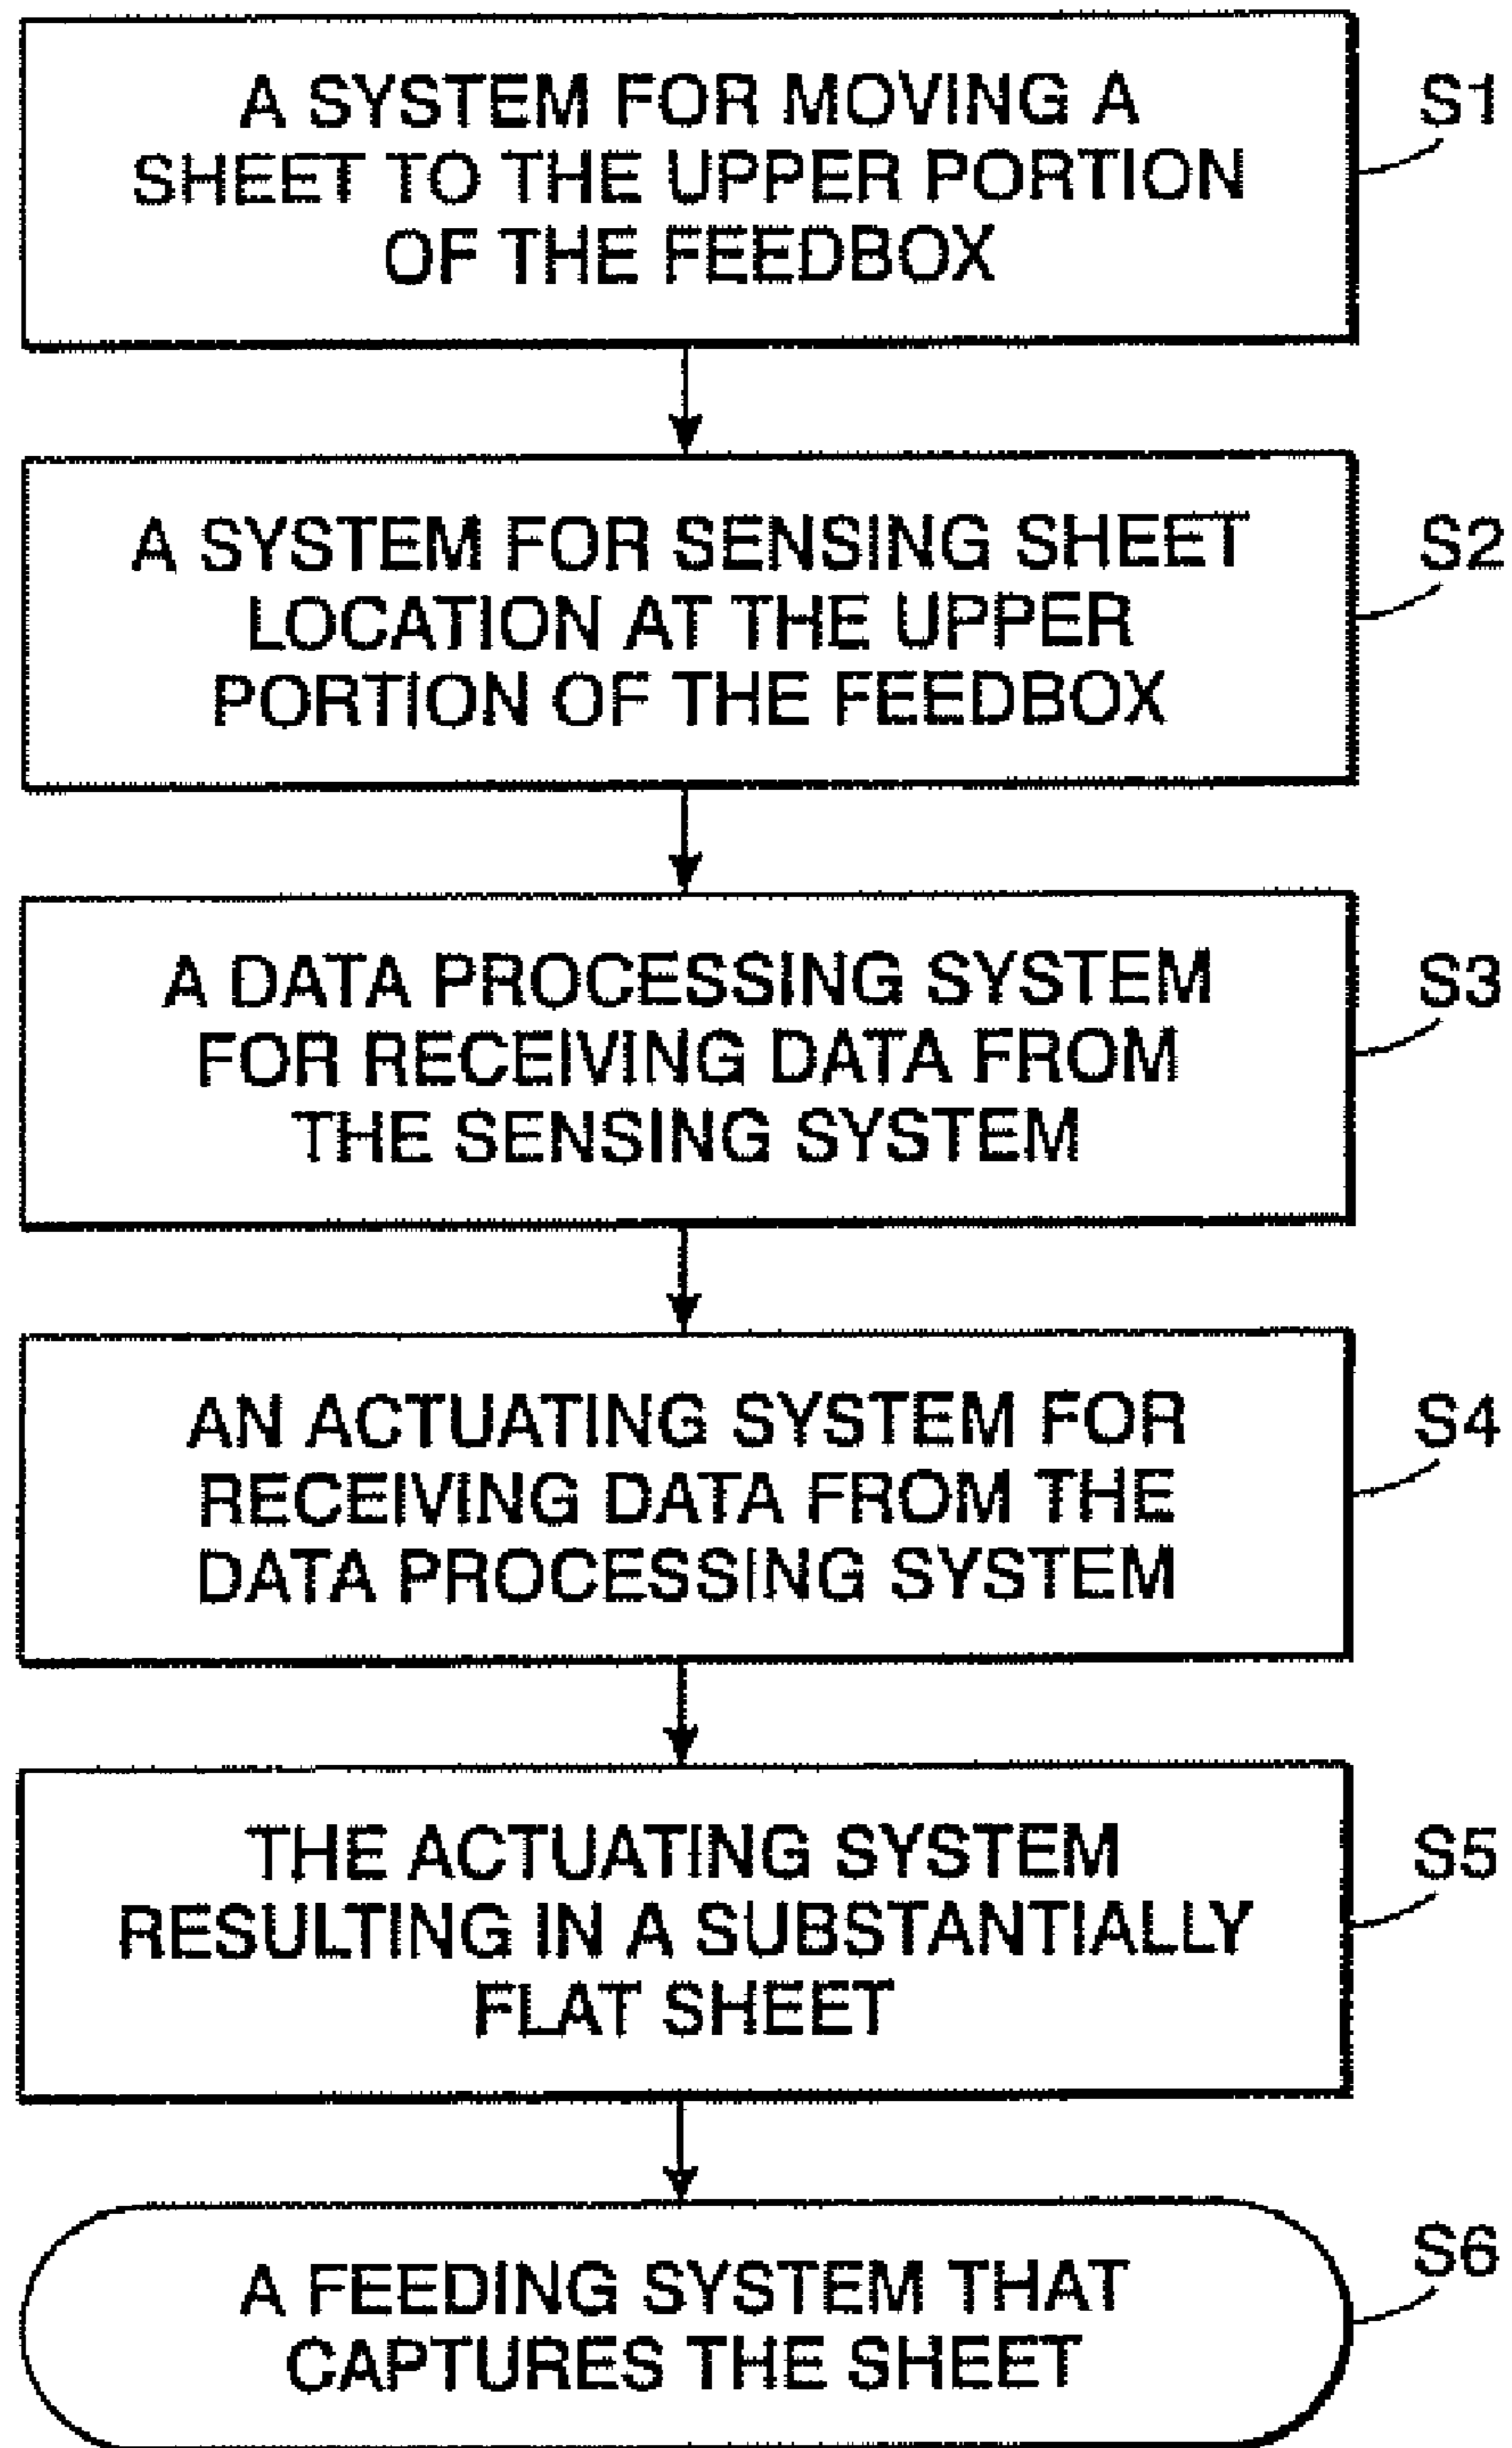 A SYSTEM FOR MOVING A
SHEET TO THE UPPER PORTION
OF THE FEEDBOX
S1
A SYSTEM FOR SENSING SHEET
LOCATION AT THE UPPER
PORTION OF THE FEEDBOX
S2
A DATA PROCESSING SYSTEM
FOR RECEIVING DATA FROM
THE SENSING SYSTEM
S3
AN ACTUATING SYSTEM FOR
RECEIVING DATA FROM THE
DATA PROCESSING SYSTEM
S4
THE ACTUATING SYSTEM
RESULTING IN A SUBSTANTIALLY
FLAT SHEET
S5
A FEEDING SYSTEM THAT
CAPTURES THE SHEET
S6